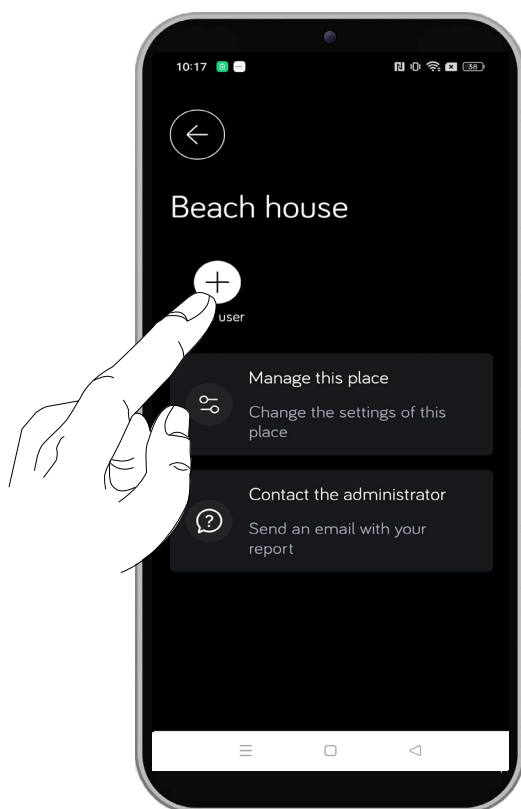 10:17
38
Beach house
user
Manage this place
Change the settings of this
place
Contact the administrator
Send an email with your
report